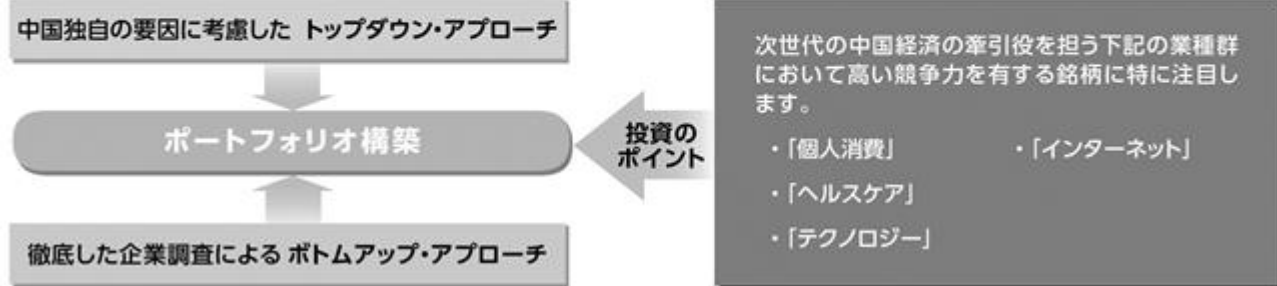 中国独自の要因に考慮した トップダウン・アプローチ
ポートフォリオ構築
徹底した企業調査による ボトムアップ・アプローチ
投資の
ポイント
次世代の中国経済の牽引役を担う下記の業種群
において高い競争力を有する銘柄に特に注目し
ます。
・「個人消費」 ・「インターネット」
・「ヘルスケア」
・「テクノロジー」